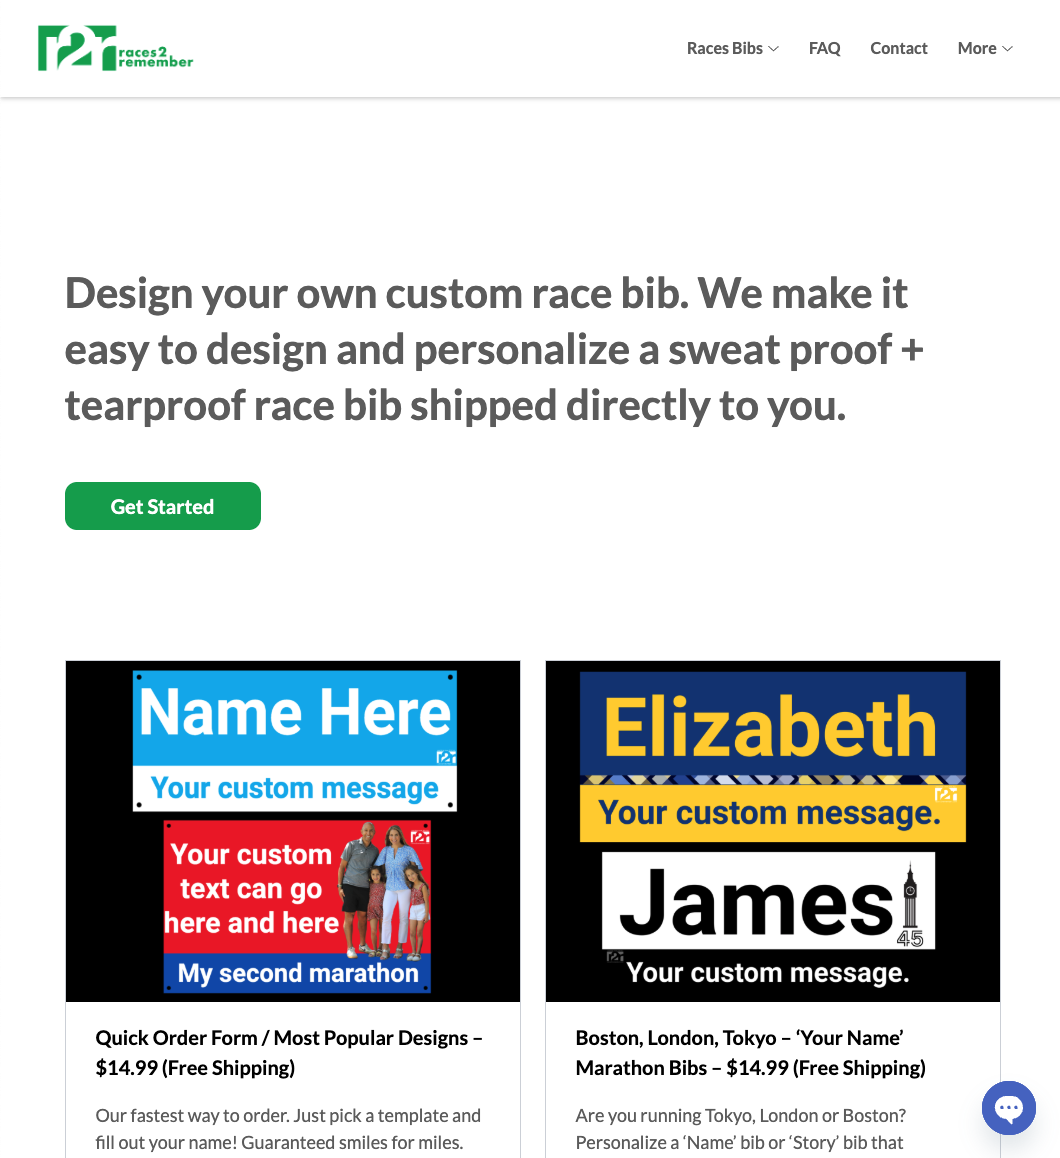 r2r races2
remember
Races Bibs
FAQ
Contact
More
Design your own custom race bib. We make it
easy to design and personalize a sweat proof +
tearproof race bib shipped directly to you.
Get Started
Name Here
r2r
Your custom message
r2r
Your custom
text can go
here and here
My second marathon
Elizabeth
r2r
Your custom message.
James
45
r2r
Your custom message.
Quick Order Form / Most Popular Designs –
$14.99 (Free Shipping)
Our fastest way to order. Just pick a template and
fill out your name! Guaranteed smiles for miles.
Boston, London, Tokyo – ‘Your Name’
Marathon Bibs – $14.99 (Free Shipping)
Are you running Tokyo, London or Boston?
Personalize a ‘Name’ bib or ‘Story’ bib that